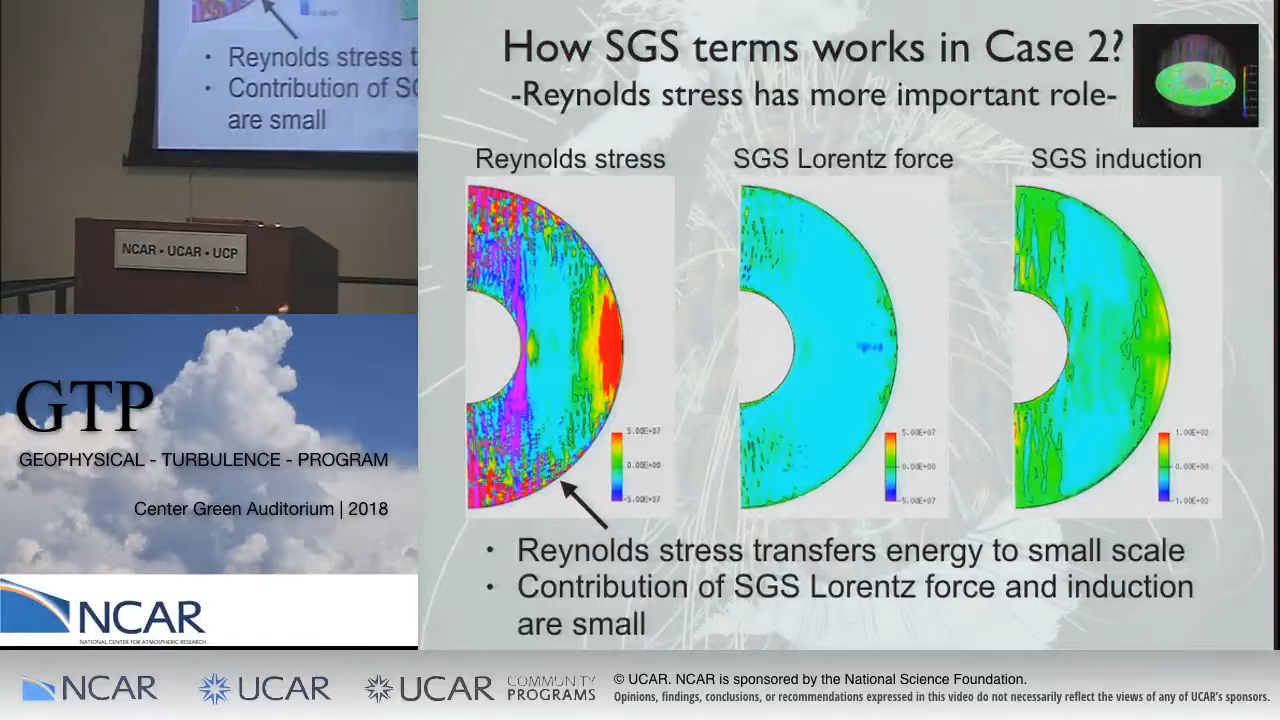 Reynolds stress t
Contribution of SG
are small
NCAR • UCAR • UCP
GTP
GEOPHYSICAL - TURBULENCE - PROGRAM
Center Green Auditorium | 2018
NCAR
NATIONAL CENTER FOR ATMOSPHERIC RESEARCH
How SGS terms works in Case 2?
-Reynolds stress has more important role-
Reynolds stress
SGS Lorentz force
SGS induction
5.00E+07
0.00E+00
-5.00E+07
5.00E+07
0.00E+00
-5.00E+07
1.00E+02
0.00E+00
-1.00E+02
• Reynolds stress transfers energy to small scale
• Contribution of SGS Lorentz force and induction
are small
NCAR
UCAR
UCAR
COMMUNITY
PROGRAMS
© UCAR. NCAR is sponsored by the National Science Foundation.
Opinions, findings, conclusions, or recommendations expressed in this video do not necessarily reflect the views of any of UCAR's sponsors.